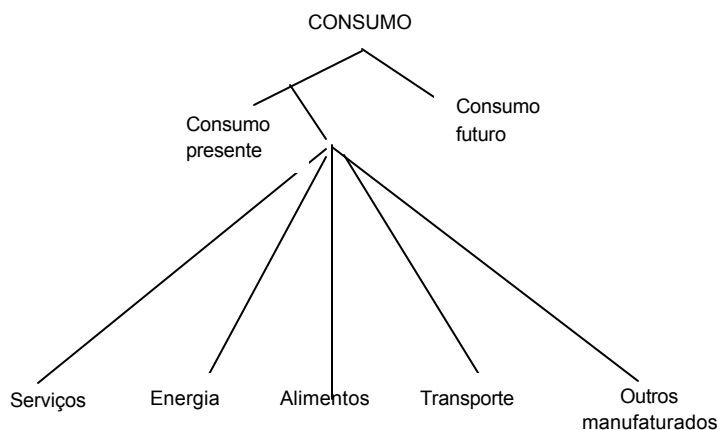 CONSUMO
Consumo
presente
Consumo
futuro
Serviços
Energia
Alimentos
Transporte
Outros
manufaturados